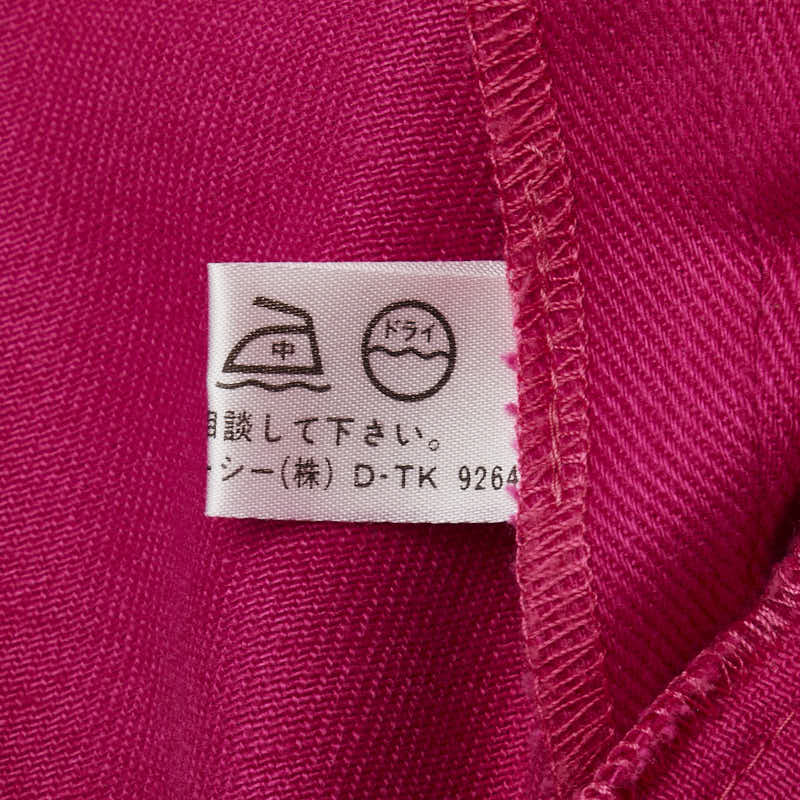 中 ドライ
相談して下さい。
ーシー(株) D-TK 9264